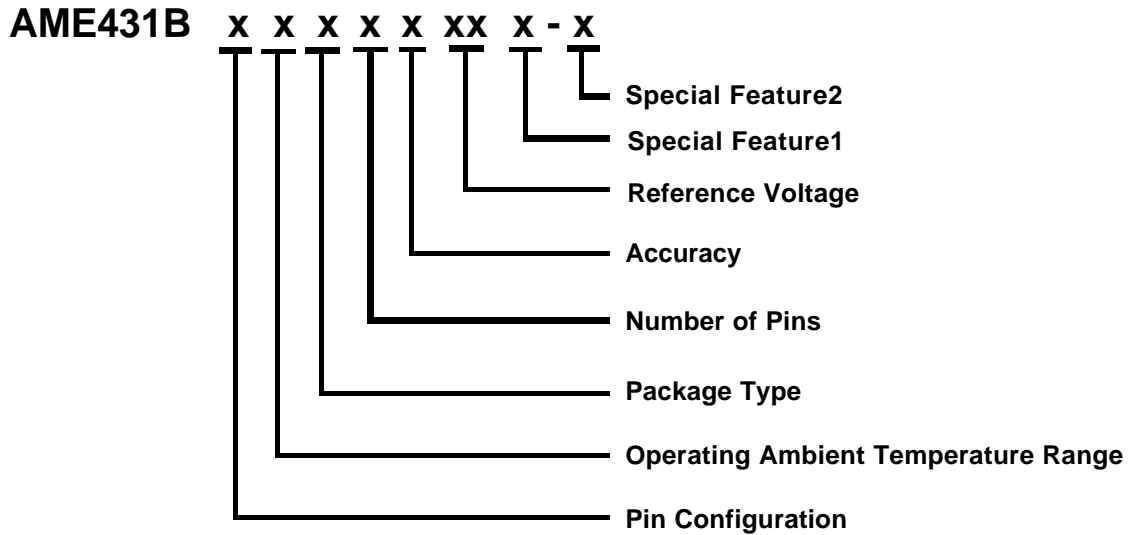 AME431B x x x x x xx x - x
Special Feature2
Special Feature1
Reference Voltage
Accuracy
Number of Pins
Package Type
Operating Ambient Temperature Range
Pin Configuration